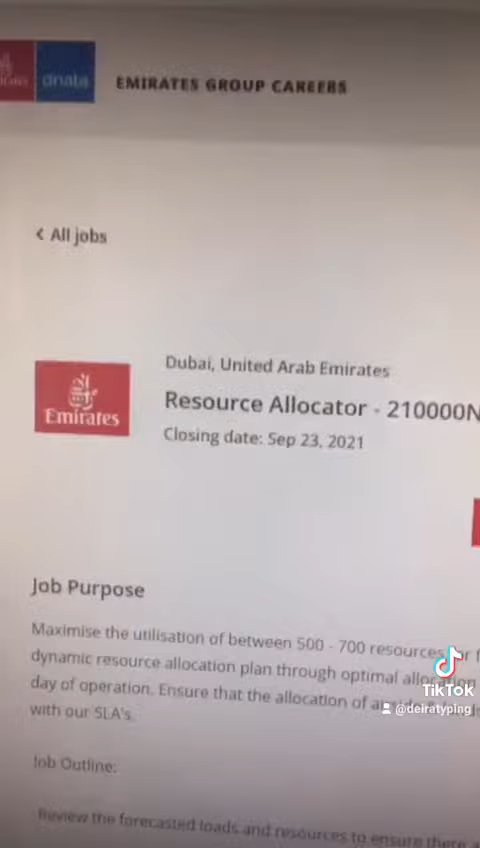 Emirates
dnata
EMIRATES GROUP CAREERS
< All jobs
Dubai, United Arab Emirates
Emirates
Resource Allocator - 210000N
Closing date: Sep 23, 2021
Job Purpose
Maximise the utilisation of between 500 - 700 resources
dynamic resource allocation plan through optimal allocation
day of operation. Ensure that the allocation of
with our SLA's.
Job Outline:
Review the forecasted loads and resources to ensure there
TikTok
@deiratyping